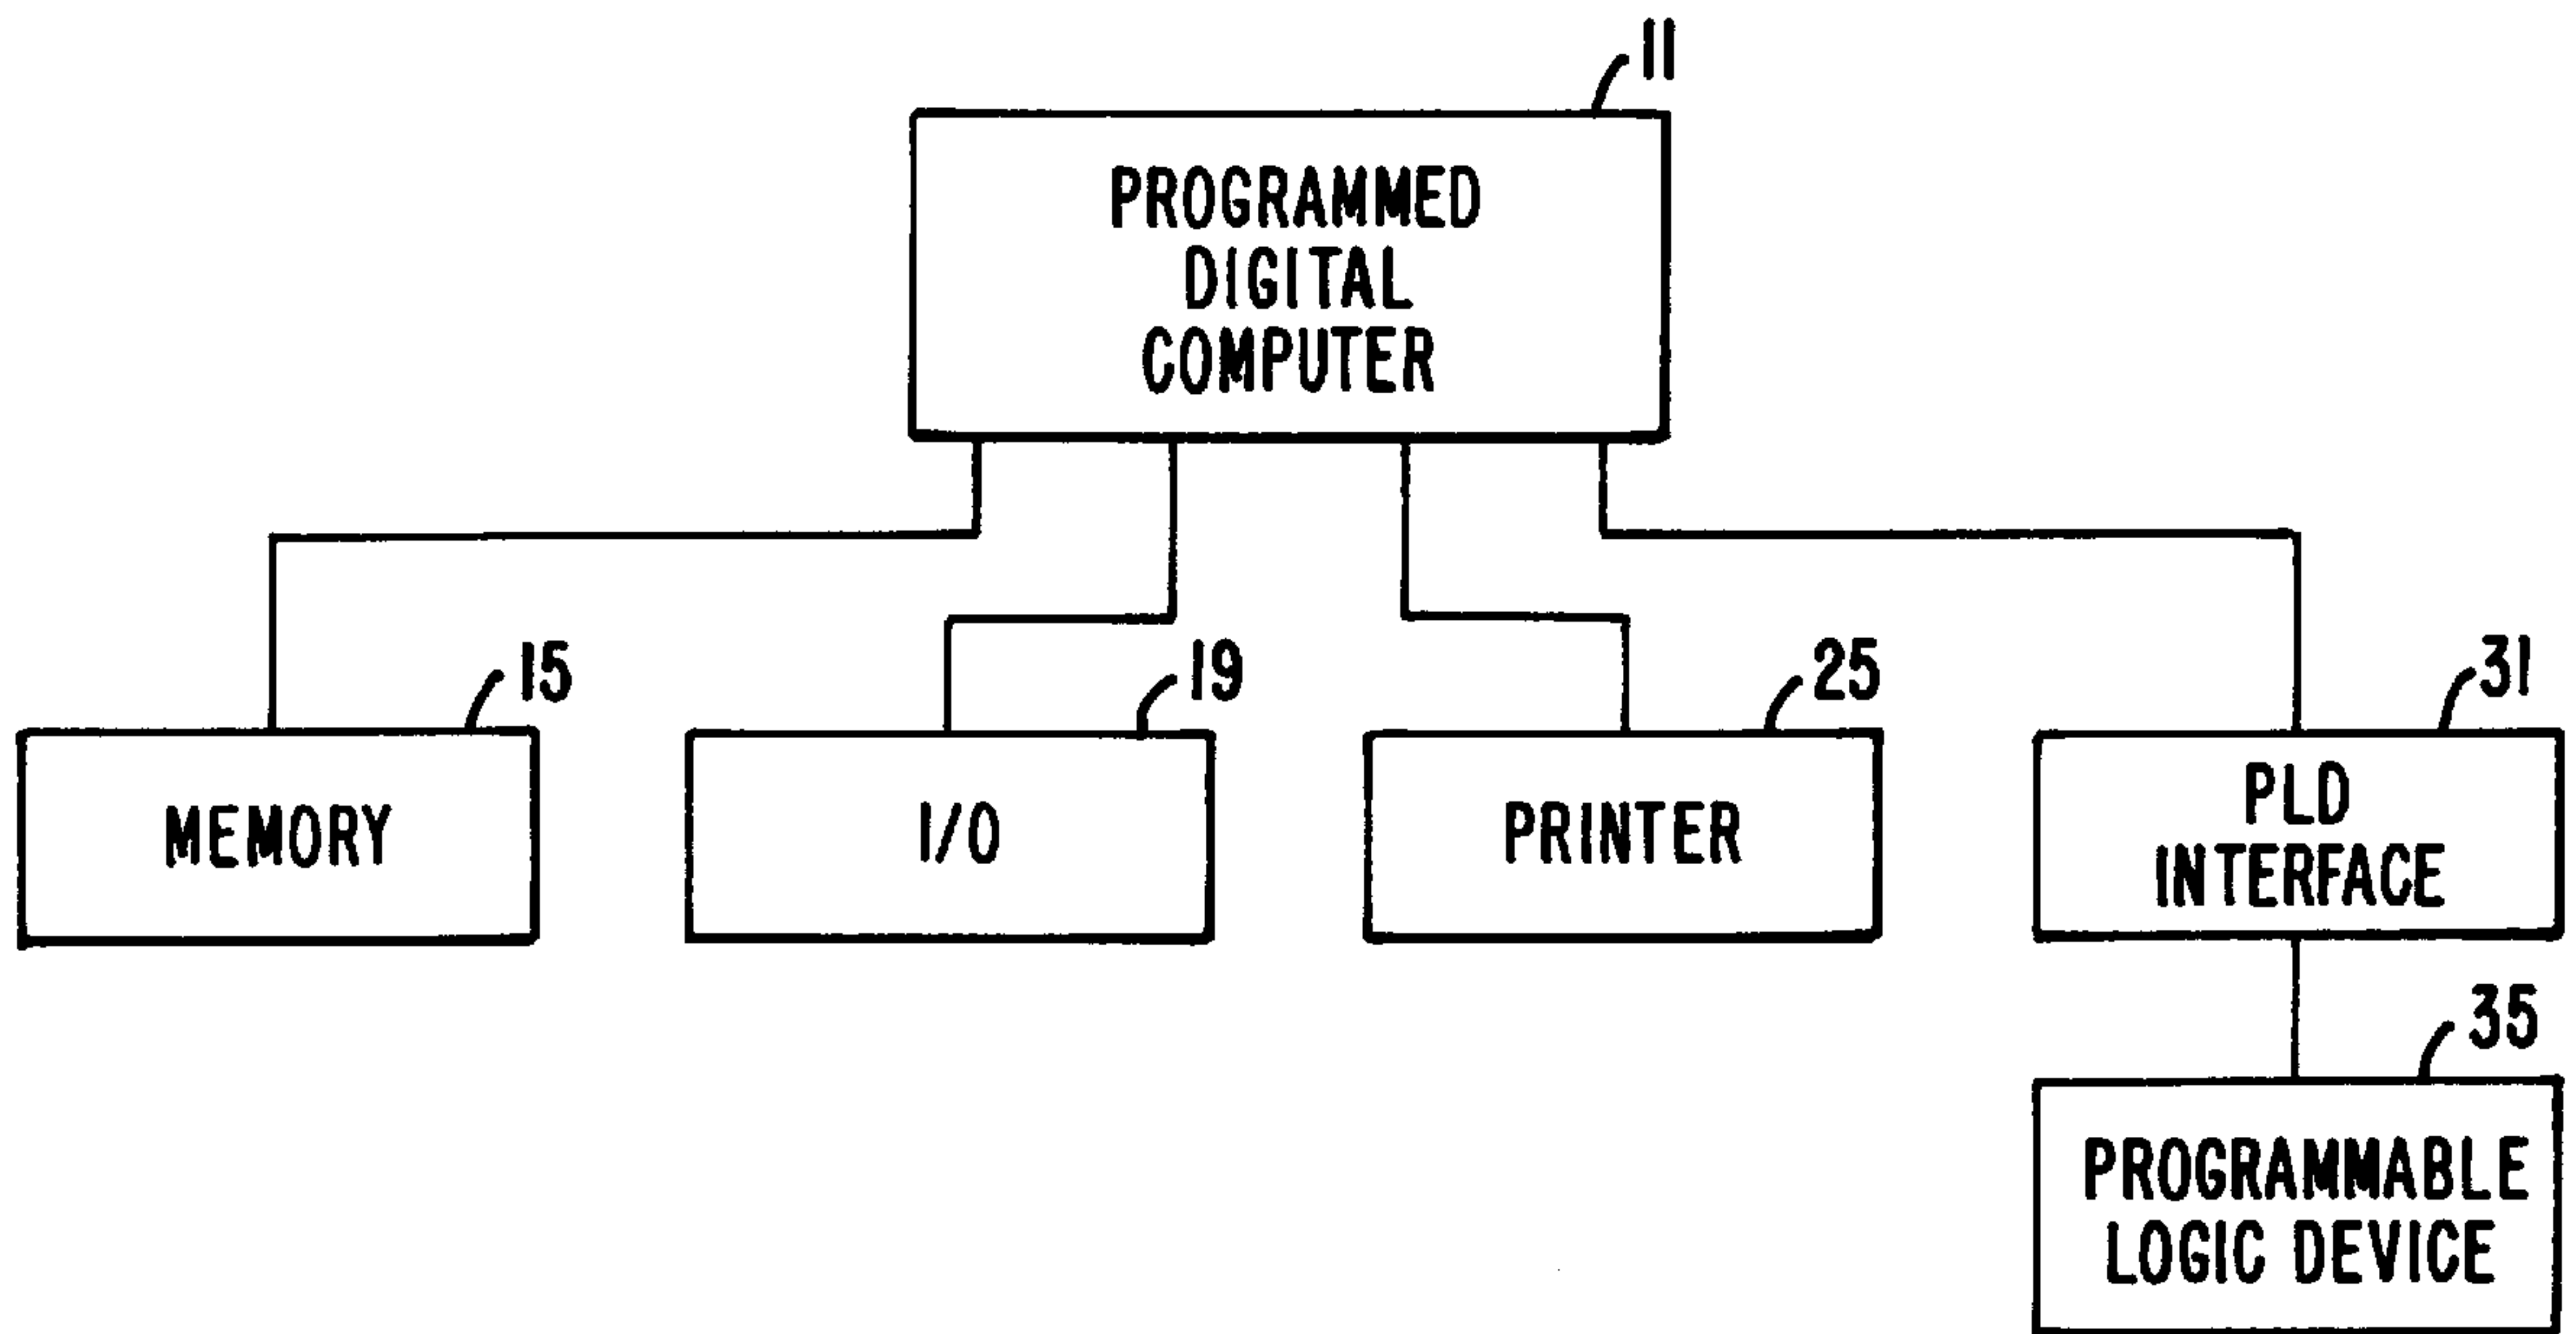 11
PROGRAMMED
DIGITAL
COMPUTER
15
19
25
31
MEMORY
I/O
PRINTER
PLD
INTERFACE
35
PROGRAMMABLE
LOGIC DEVICE